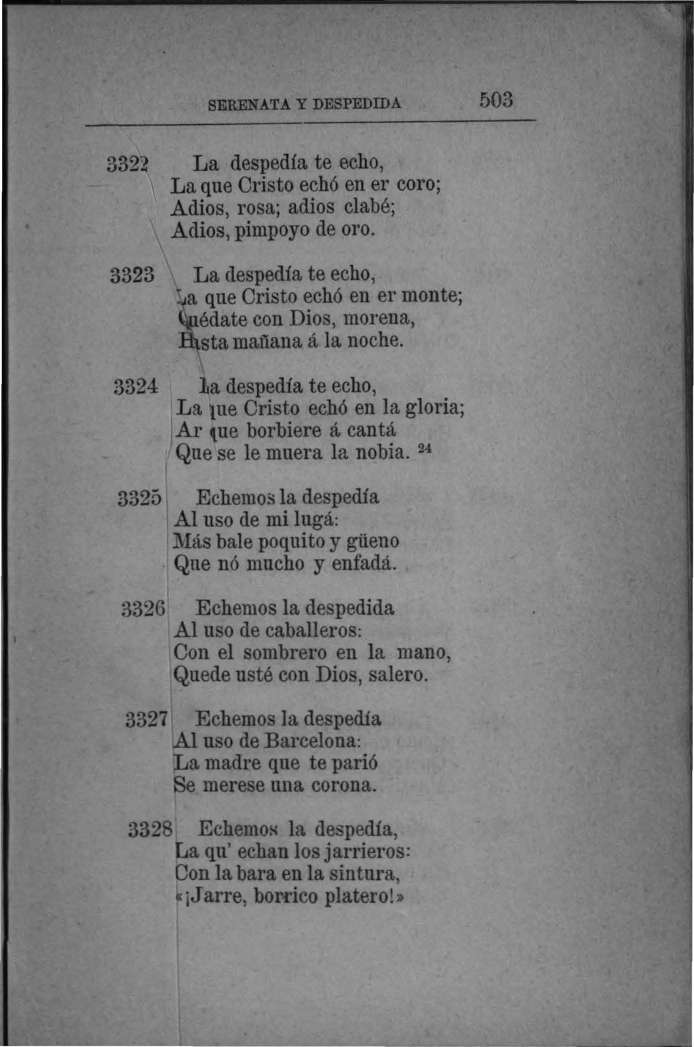 SERENATA Y DESPEDIDA 503
3322 La despedía te echo,
La que Cristo echó en er coro;
Adios, rosa; adios clabé;
Adios, pimpoyo de oro.
3323 La despedía te echo,
La que Cristo echó en er monte;
Quédate con Dios, morena,
Hasta mañana á la noche.
3324 La despedía te echo,
La que Cristo echó en la gloria;
Ar que borbiere á cantá
Que se le muera la nobia. 24
3325 Echemos la despedía
Al uso de mi lugá:
Más bale poquito y güeno
Que nó mucho y enfadá.
3326 Echemos la despedida
Al uso de caballeros:
Con el sombrero en la mano,
Quede usté con Dios, salero.
3327 Echemos la despedía
Al uso de Barcelona:
La madre que te parió
Se merese una corona.
3328 Echemos la despedía,
La qu' echan los jarrieros:
Con la bara en la sintura,
«¡Jarre, borrico platero!»